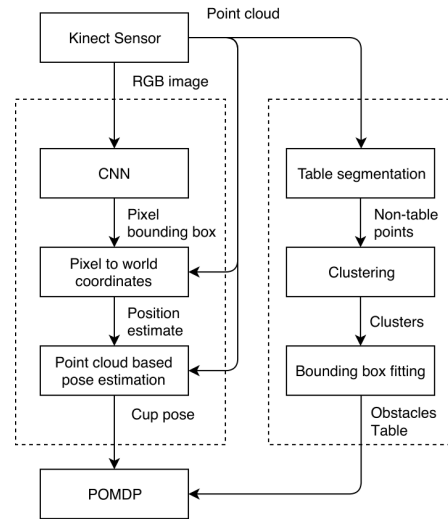 Point cloud
Kinect Sensor
RGB image
CNN
Pixel
bounding box
Pixel to world
coordinates
Position
estimate
Point cloud based
pose estimation
Cup pose
POMDP
Table segmentation
Non-table
points
Clustering
Clusters
Bounding box fitting
Obstacles
Table